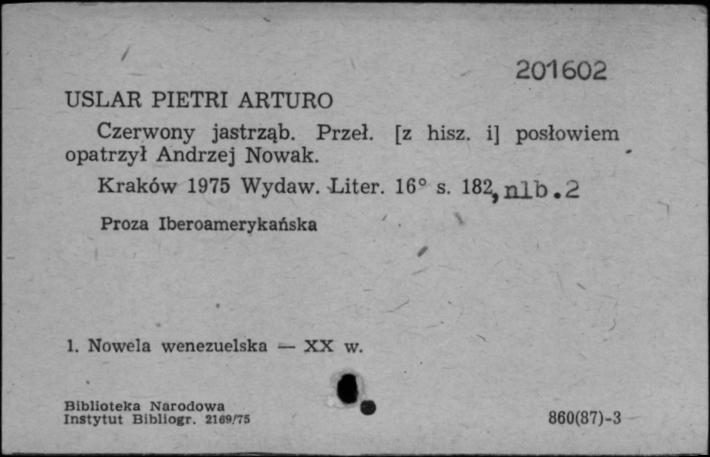 201602
USLAR PIETRI ARTURO
Czerwony jastrząb. Przeł. [z hisz. i] posłowiem
opatrzył Andrzej Nowak.
Kraków 1975 Wydaw. Liter. 16° s. 182, nlb.2
Proza Iberoamerykańska
1. Nowela wenezuelska — XX w.
Biblioteka Narodowa
Instytut Bibliogr. 2169/75
860(87)-3